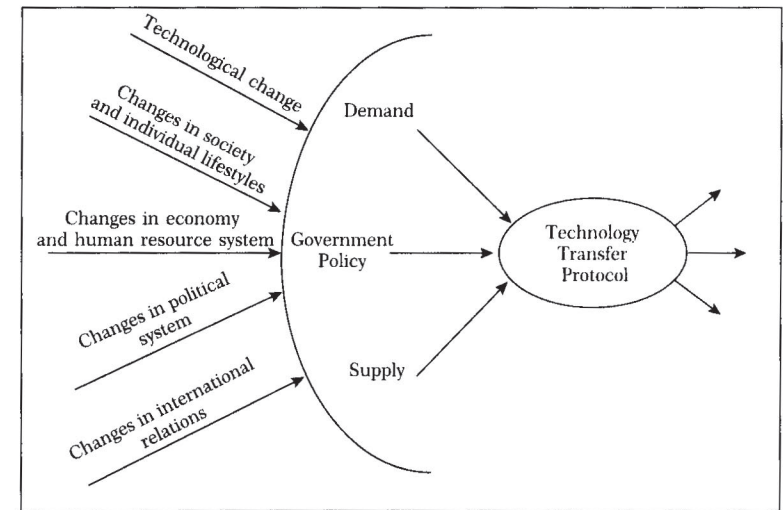 Technological change
Changes in society
and individual lifestyles
Changes in economy
and human resource system
Changes in political
system
Changes in international
relations
Demand
Government
Policy
Supply
Technology
Transfer
Protocol